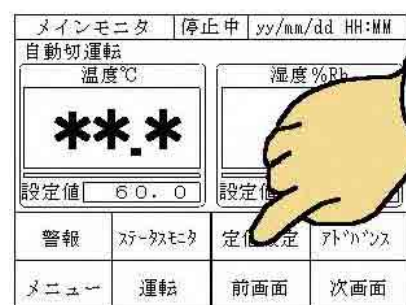 メインモニタ 停止中 yy/mm/dd HH:MM
自動切運転
温度℃ 湿度%Rh
**.*
設定値 60.0 設定
警報 ステータスモニタ 定 設定 アドバンス
メニュー 運転 前画面 次画面